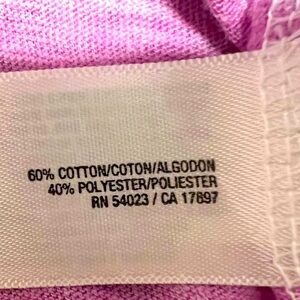 60% COTTON/COTON/ALGODON
40% POLYESTER/POLIESTER
RN 54023 / CA 17897